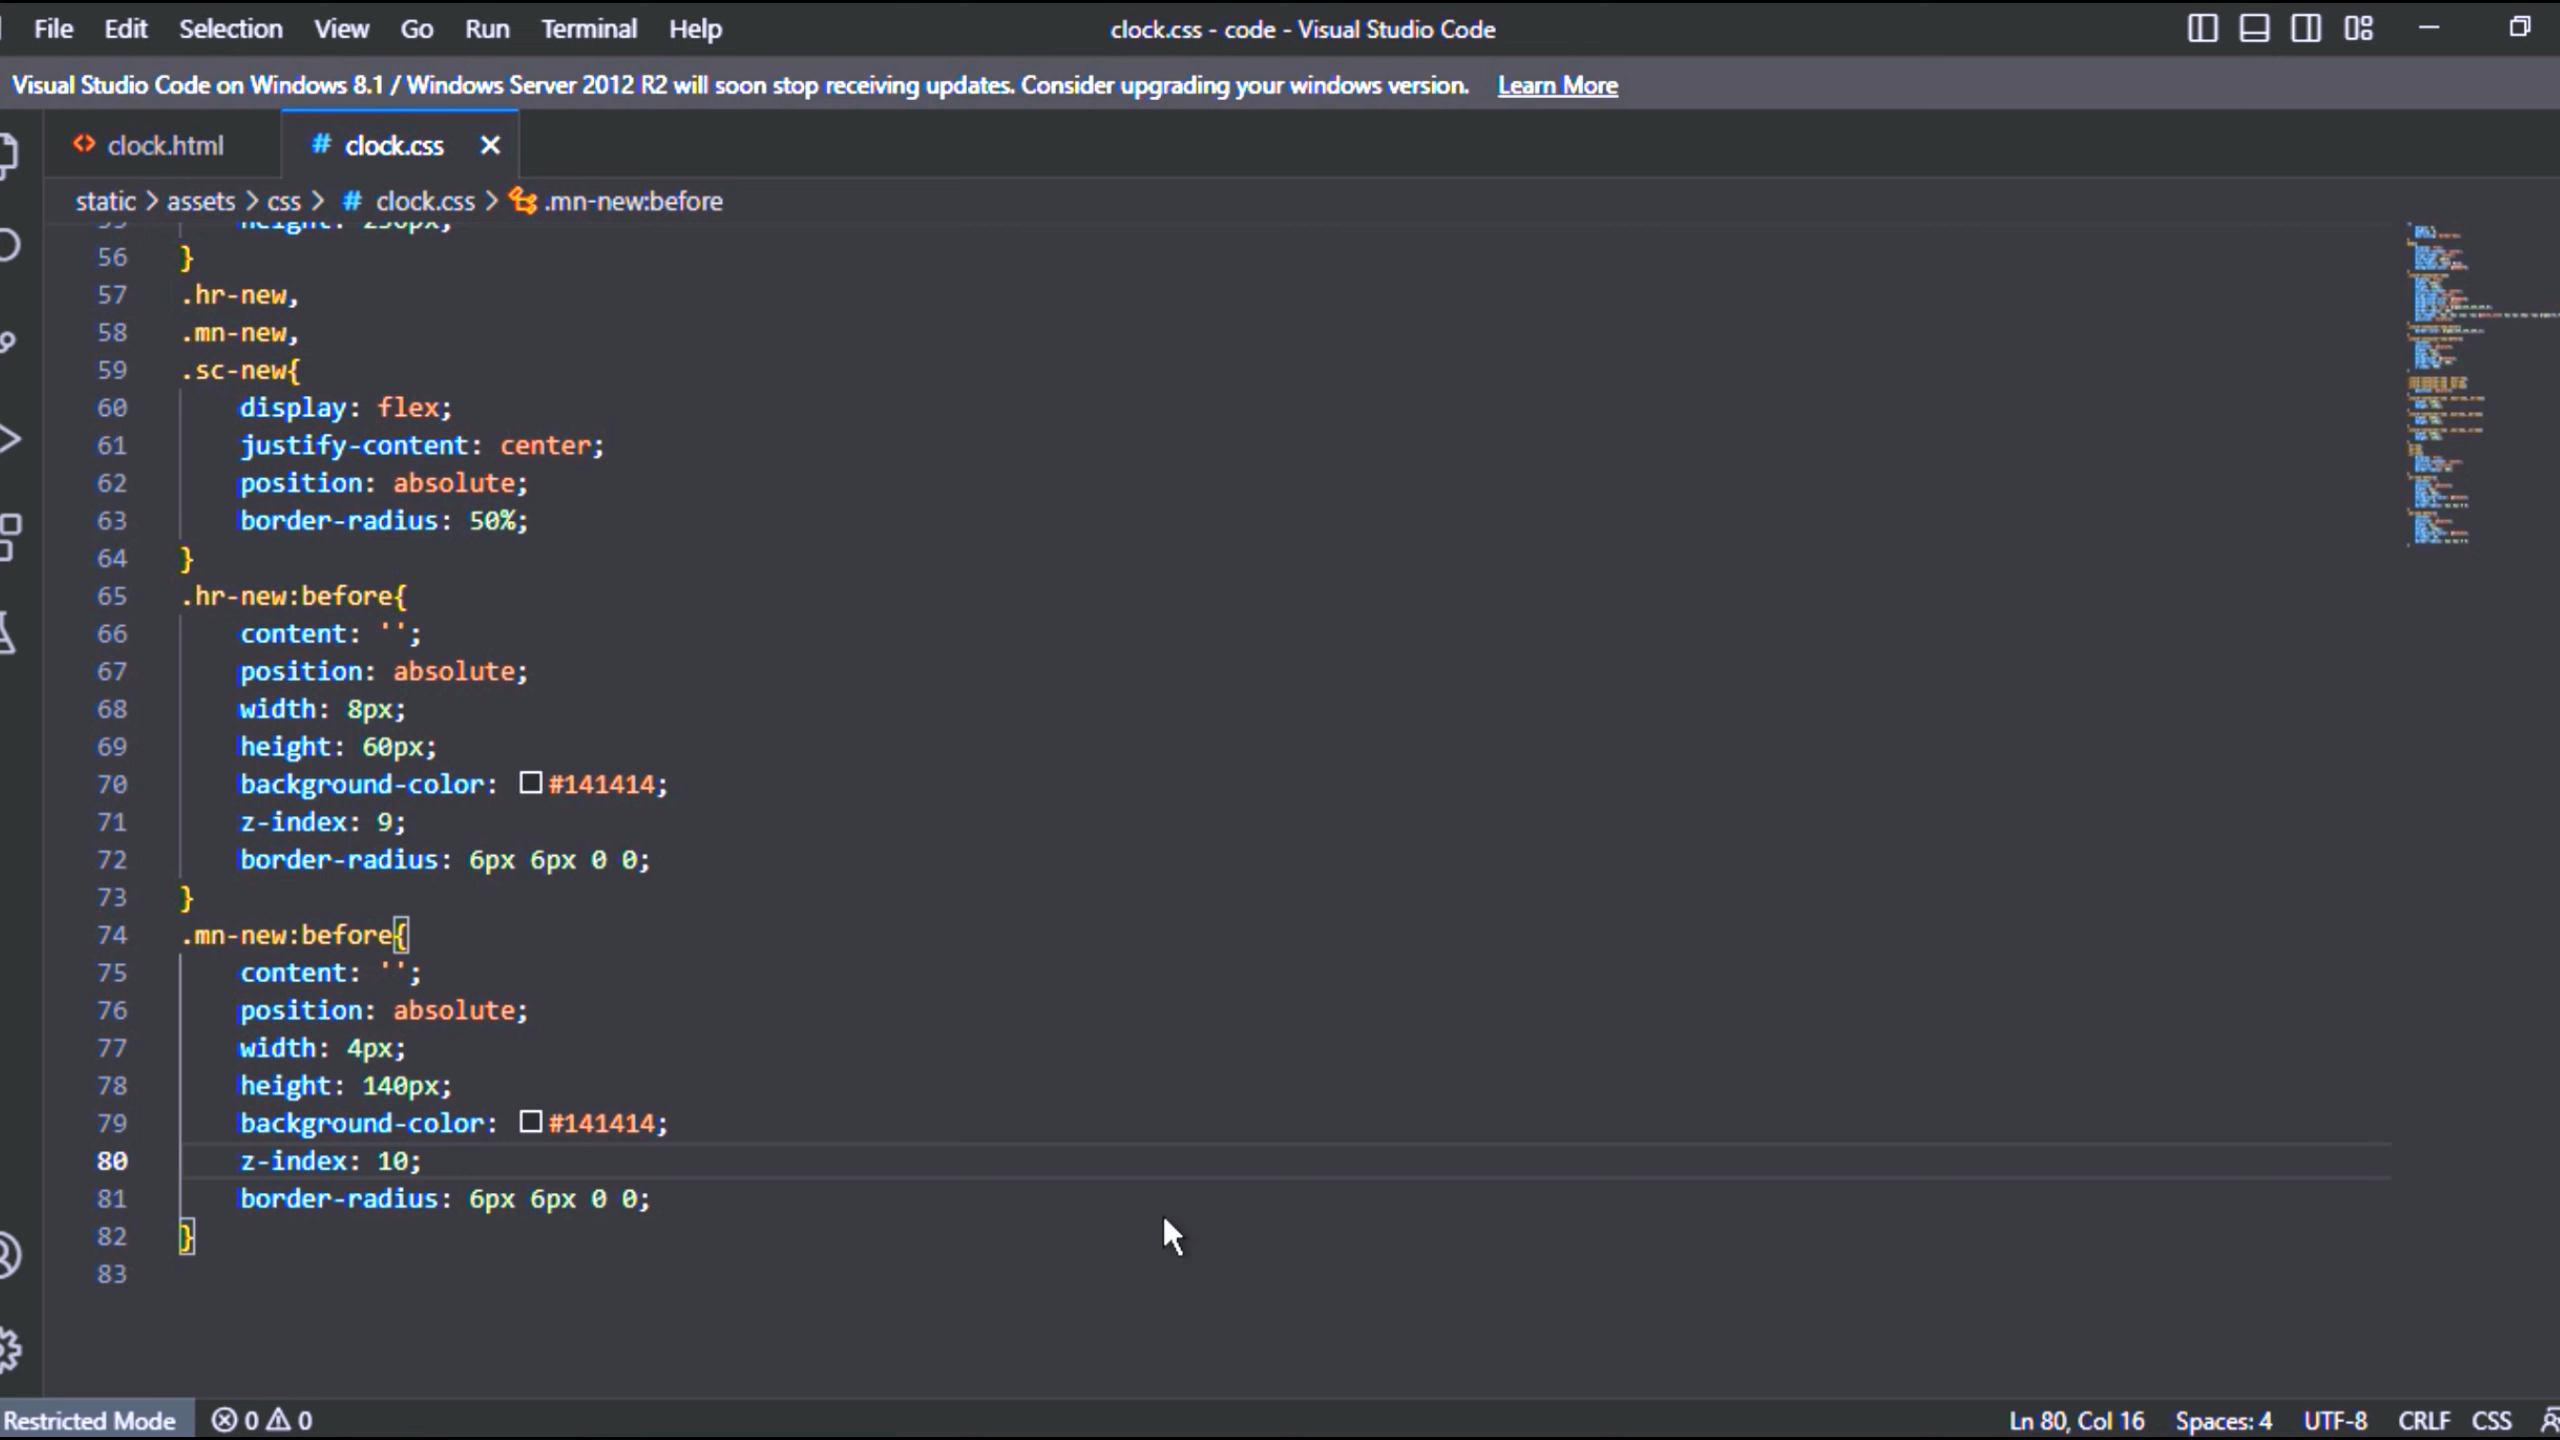 File Edit Selection View Go Run Terminal Help clock.css - code - Visual Studio Code
Visual Studio Code on Windows 8.1 / Windows Server 2012 R2 will soon stop receiving updates. Consider upgrading your windows version. Learn More
<> clock.html # clock.css
static > assets > css > # clock.css > .mn-new:before
55 height: 250px;
56 }
57 .hr-new,
58 .mn-new,
59 .sc-new{
60 display: flex;
61 justify-content: center;
62 position: absolute;
63 border-radius: 50%;
64 }
65 .hr-new:before{
66 content: '';
67 position: absolute;
68 width: 8px;
69 height: 60px;
70 background-color: #141414;
71 z-index: 9;
72 border-radius: 6px 6px 0 0;
73 }
74 .mn-new:before{
75 content: '';
76 position: absolute;
77 width: 4px;
78 height: 140px;
79 background-color: #141414;
80 z-index: 10;
81 border-radius: 6px 6px 0 0;
82 }
83
Restricted Mode 0 0 Ln 80, Col 16 Spaces: 4 UTF-8 CRLF CSS